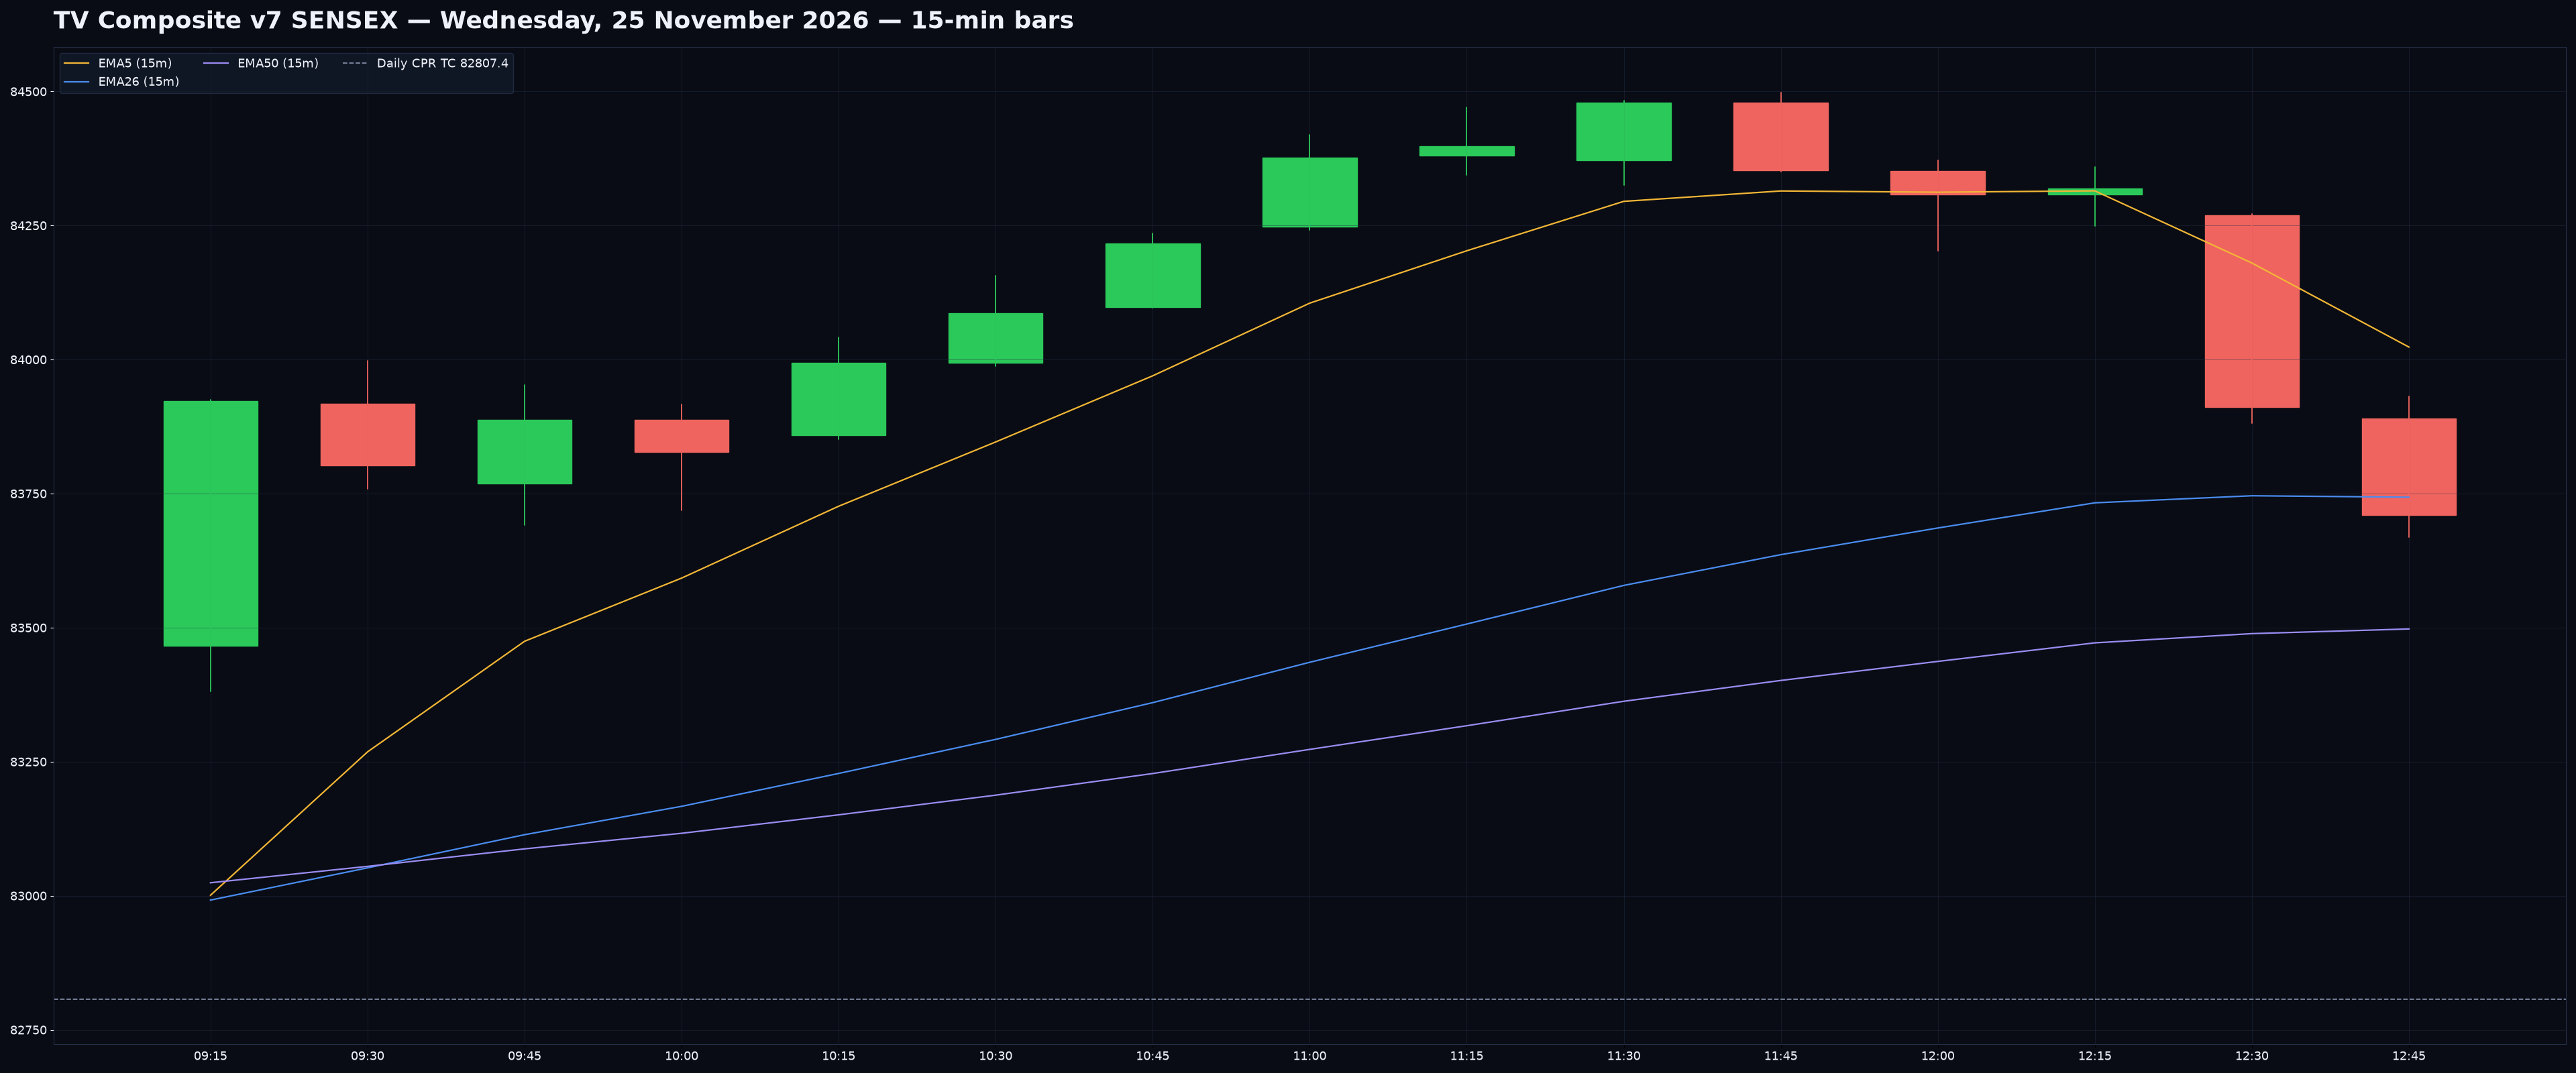 TV Composite v7 SENSEX — Wednesday, 25 November 2026 — 15-min bars
EMA5 (15m) EMA50 (15m) Daily CPR TC 82807.4
EMA26 (15m)
84500
84250
84000
83750
83500
83250
83000
82750
09:15 09:30 09:45 10:00 10:15 10:30 10:45 11:00 11:15 11:30 11:45 12:00 12:15 12:30 12:45